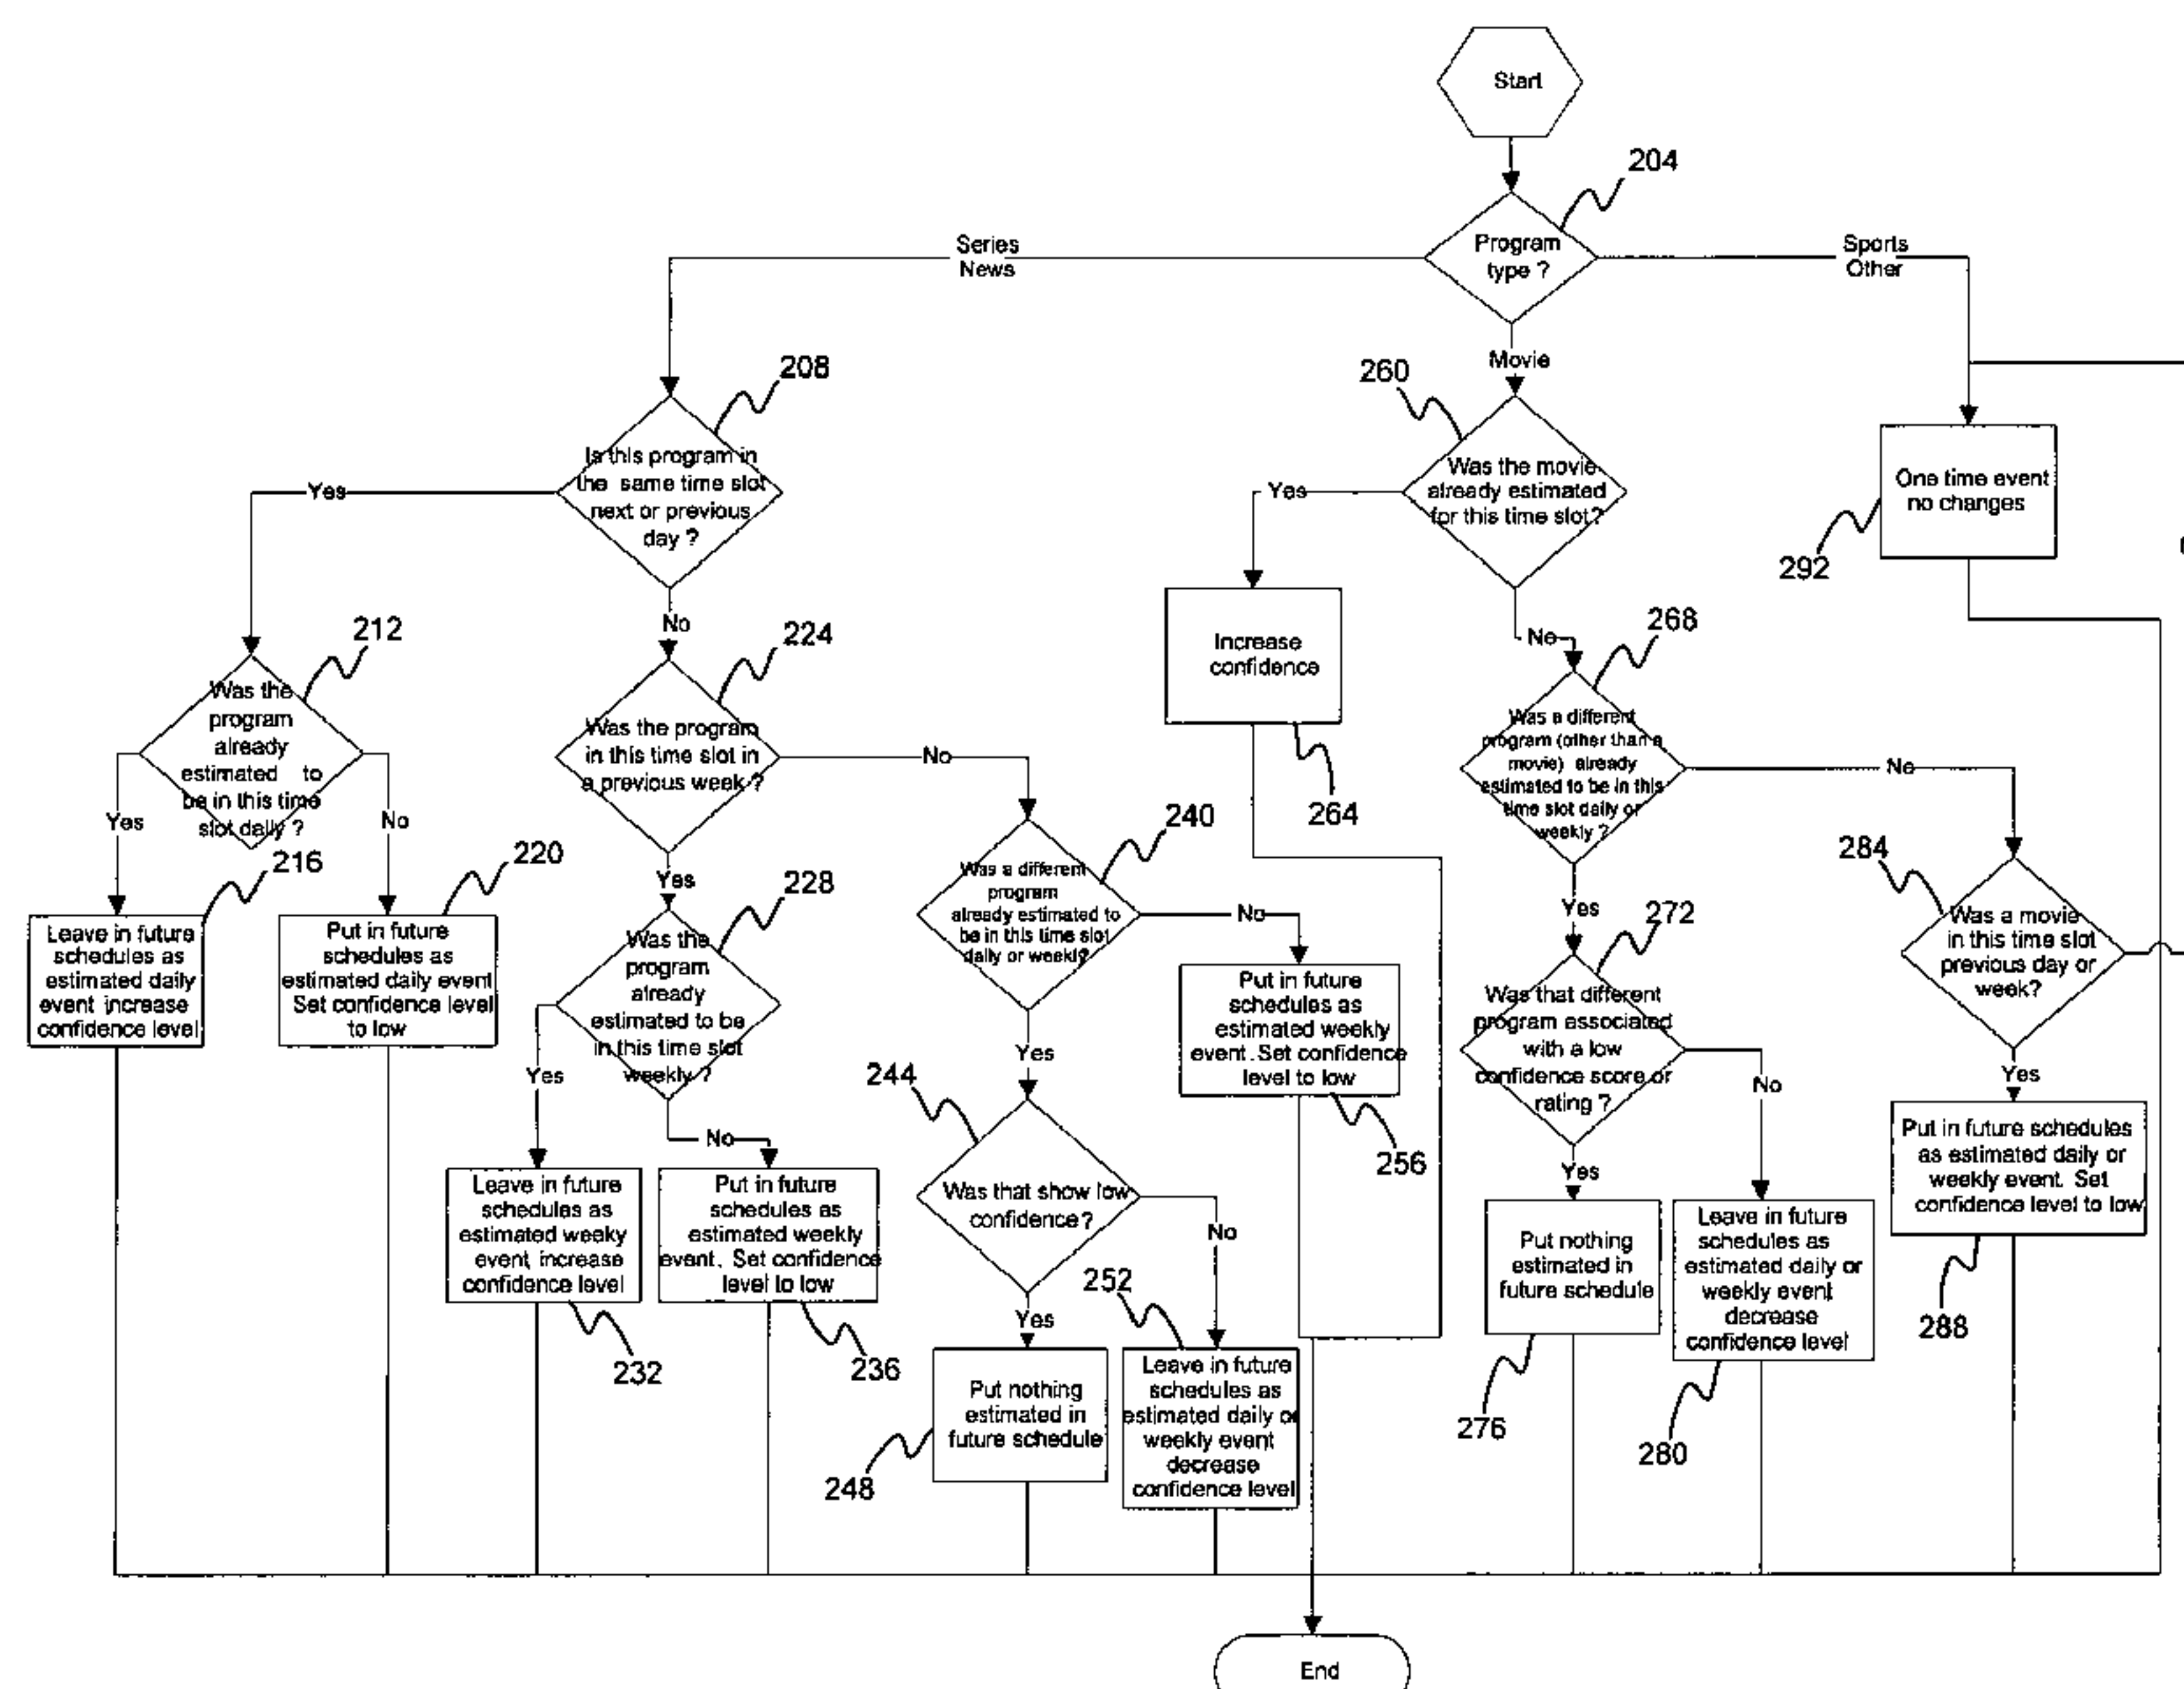 Start
204
Program
type ?
Series
News
Sports
Other
Movie
208
Is this program in
the same time slot
next or previous
day ?
Yes
No
260
Was the movie
already estimated
for this time slot?
Yes
No
One time event
no changes
292
212
Was the
program
already
estimated to
be in this time
slot daily ?
Yes
No
224
Was the program
in this time slot in
a previous week ?
No
Yes
Increase
confidence
264
268
Was a different
program (other than a
movie) already
estimated to be in this
time slot daily or
weekly ?
No
Yes
216
Leave in future
schedules as
estimated daily
event increase
confidence level
220
Put in future
schedules as
estimated daily event
Set confidence level
to low
228
Was the
program
already
estimated to be
in this time slot
weekly ?
Yes
No
240
Was a different
program
already estimated to
be in this time slot
daily or weekly?
No
Yes
Put in future
schedules as
estimated weekly
event. Set confidence
level to low
256
272
Was that different
program associated
with a low
confidence score or
rating ?
Yes
No
284
Was a movie
in this time slot
previous day or
week?
Yes
Put in future schedules
as estimated daily or
weekly event. Set
confidence level to low
288
Leave in future
schedules as
estimated weeky
event increase
confidence level
232
Put in future
schedules as
estimated weekly
event. Set confidence
level to low
236
244
Was that show low
confidence?
Yes
No
Put nothing
estimated in
future schedule
248
252
Leave in future
schedules as
estimated daily or
weekly event
decrease
confidence level
Put nothing
estimated in
future schedule
276
Leave in future
schedules as
estimated daily or
weekly event
decrease
confidence level
280
End